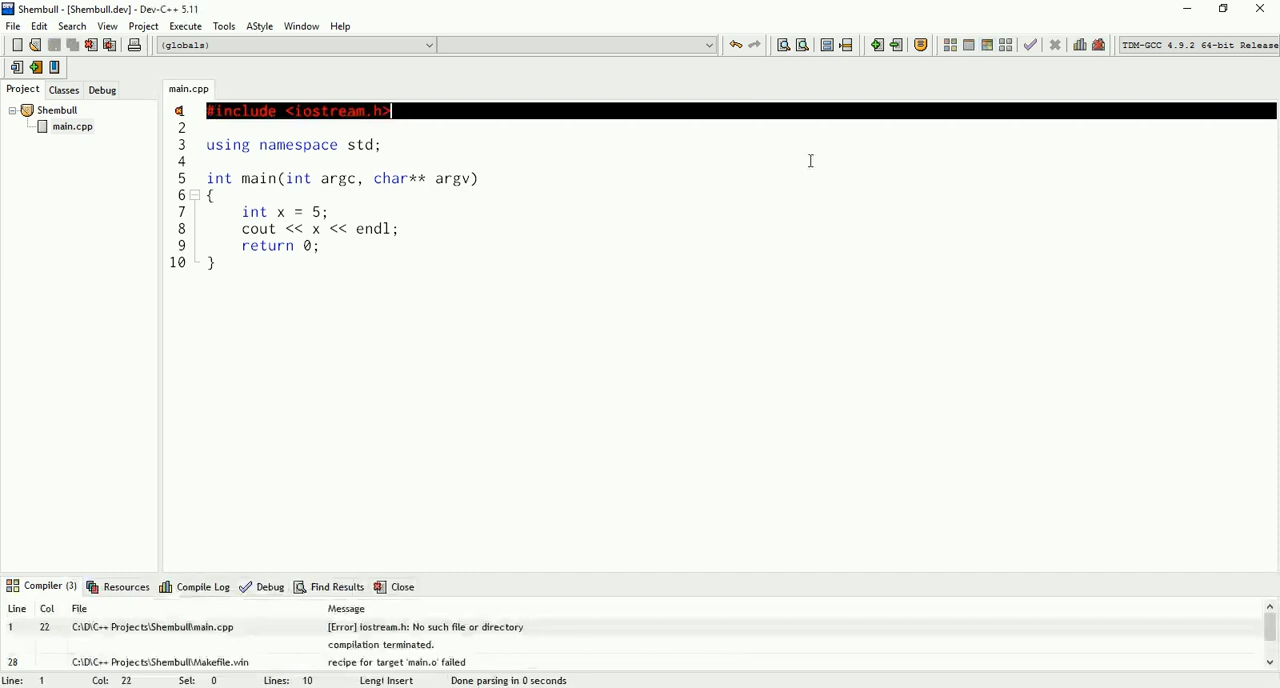 Shembull - [Shembull.dev] - Dev-C++ 5.11
File Edit Search View Project Execute Tools AStyle Window Help
(globals)
TDM-GCC 4.9.2 64-bit Release
Project Classes Debug
main.cpp
Shembull
main.cpp
1 #include <iostream.h>
2
3 using namespace std;
4
5 int main(int argc, char** argv)
6 {
7 int x = 5;
8 cout << x << endl;
9 return 0;
10 }
Compiler (3) Resources Compile Log Debug Find Results Close
Line Col File Message
1 22 C:\D\C++ Projects\Shembull\main.cpp [Error] iostream.h: No such file or directory
compilation terminated.
28 C:\D\C++ Projects\Shembull\Makefile.win recipe for target 'main.o' failed
Line: 1 Col: 22 Sel: 0 Lines: 10 Lengl Insert Done parsing in 0 seconds